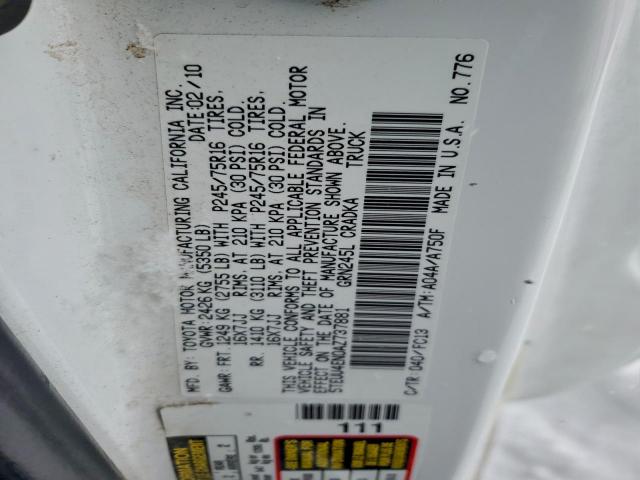 MFD. BY: TOYOTA MOTOR MANUFACTURING CALIFORNIA INC.
GVWR: 2426 KG (5350 LB) DATE: 02/10
GAWR: FRT. 1249 KG (2755 LB) WITH P245/75R16 TIRES,
16X7JJ RIMS, AT 210 KPA (30 PSI) COLD.
RR. 1410 KG (3110 LB) WITH P245/75R16 TIRES,
16X7JJ RIMS, AT 210 KPA (30 PSI) COLD.
THIS VEHICLE CONFORMS TO ALL APPLICABLE FEDERAL MOTOR
VEHICLE SAFETY AND THEFT PREVENTION STANDARDS IN
EFFECT ON THE DATE OF MANUFACTURE SHOWN ABOVE.
5TEUU4EN0AZ737881 GRN245L CRADKA TRUCK
C/TR: 040/FC13 A/TM: A04A/A750F MADE IN U.S.A. NO. 776
111